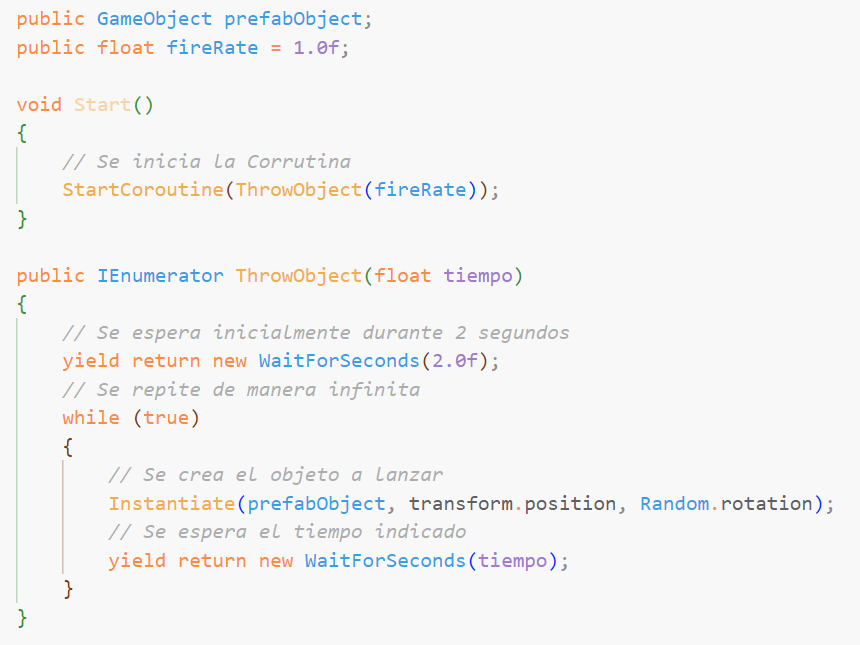 public GameObject prefabObject;
public float fireRate = 1.0f;
void Start()
{
// Se inicia la Corrutina
StartCoroutine(ThrowObject(fireRate));
}
public IEnumerator ThrowObject(float tiempo)
{
// Se espera inicialmente durante 2 segundos
yield return new WaitForSeconds(2.0f);
// Se repite de manera infinita
while (true)
{
// Se crea el objeto a lanzar
Instantiate(prefabObject, transform.position, Random.rotation);
// Se espera el tiempo indicado
yield return new WaitForSeconds(tiempo);
}
}